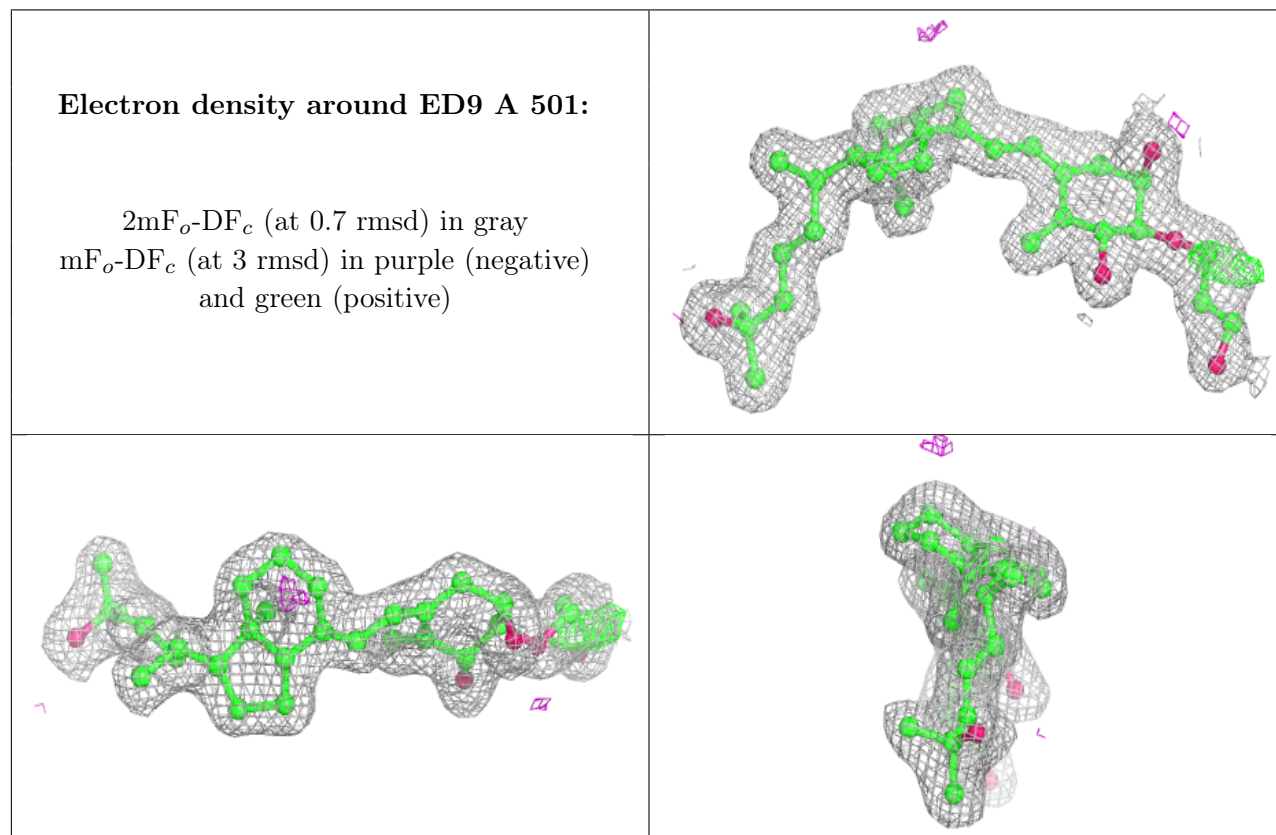 Electron density around ED9 A 501:
2mFo-DFc (at 0.7 rmsd) in gray
mFo-DFc (at 3 rmsd) in purple (negative)
and green (positive)